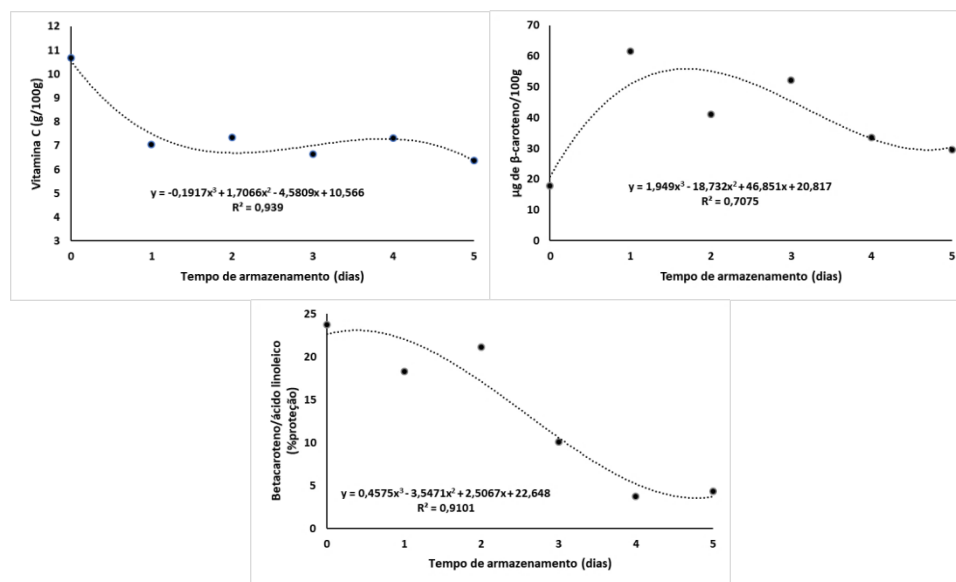 Vitamina C (g/100g)
12
11
10
9
8
7
6
5
4
3
y = -0,1917x³ + 1,7066x² - 4,5809x + 10,566
R² = 0,939
0 1 2 3 4 5
Tempo de armazenamento (dias)
µg de β-caroteno/100g
70
60
50
40
30
20
10
0
y = 1,949x³ - 18,732x² + 46,851x + 20,817
R² = 0,7075
0 1 2 3 4 5
Tempo de armazenamento (dias)
Betacaroteno/ácido linoleico
(%proteção)
25
20
15
10
5
0
y = 0,4575x³ - 3,5471x² + 2,5067x + 22,648
R² = 0,9101
0 1 2 3 4 5
Tempo de armazenamento (dias)